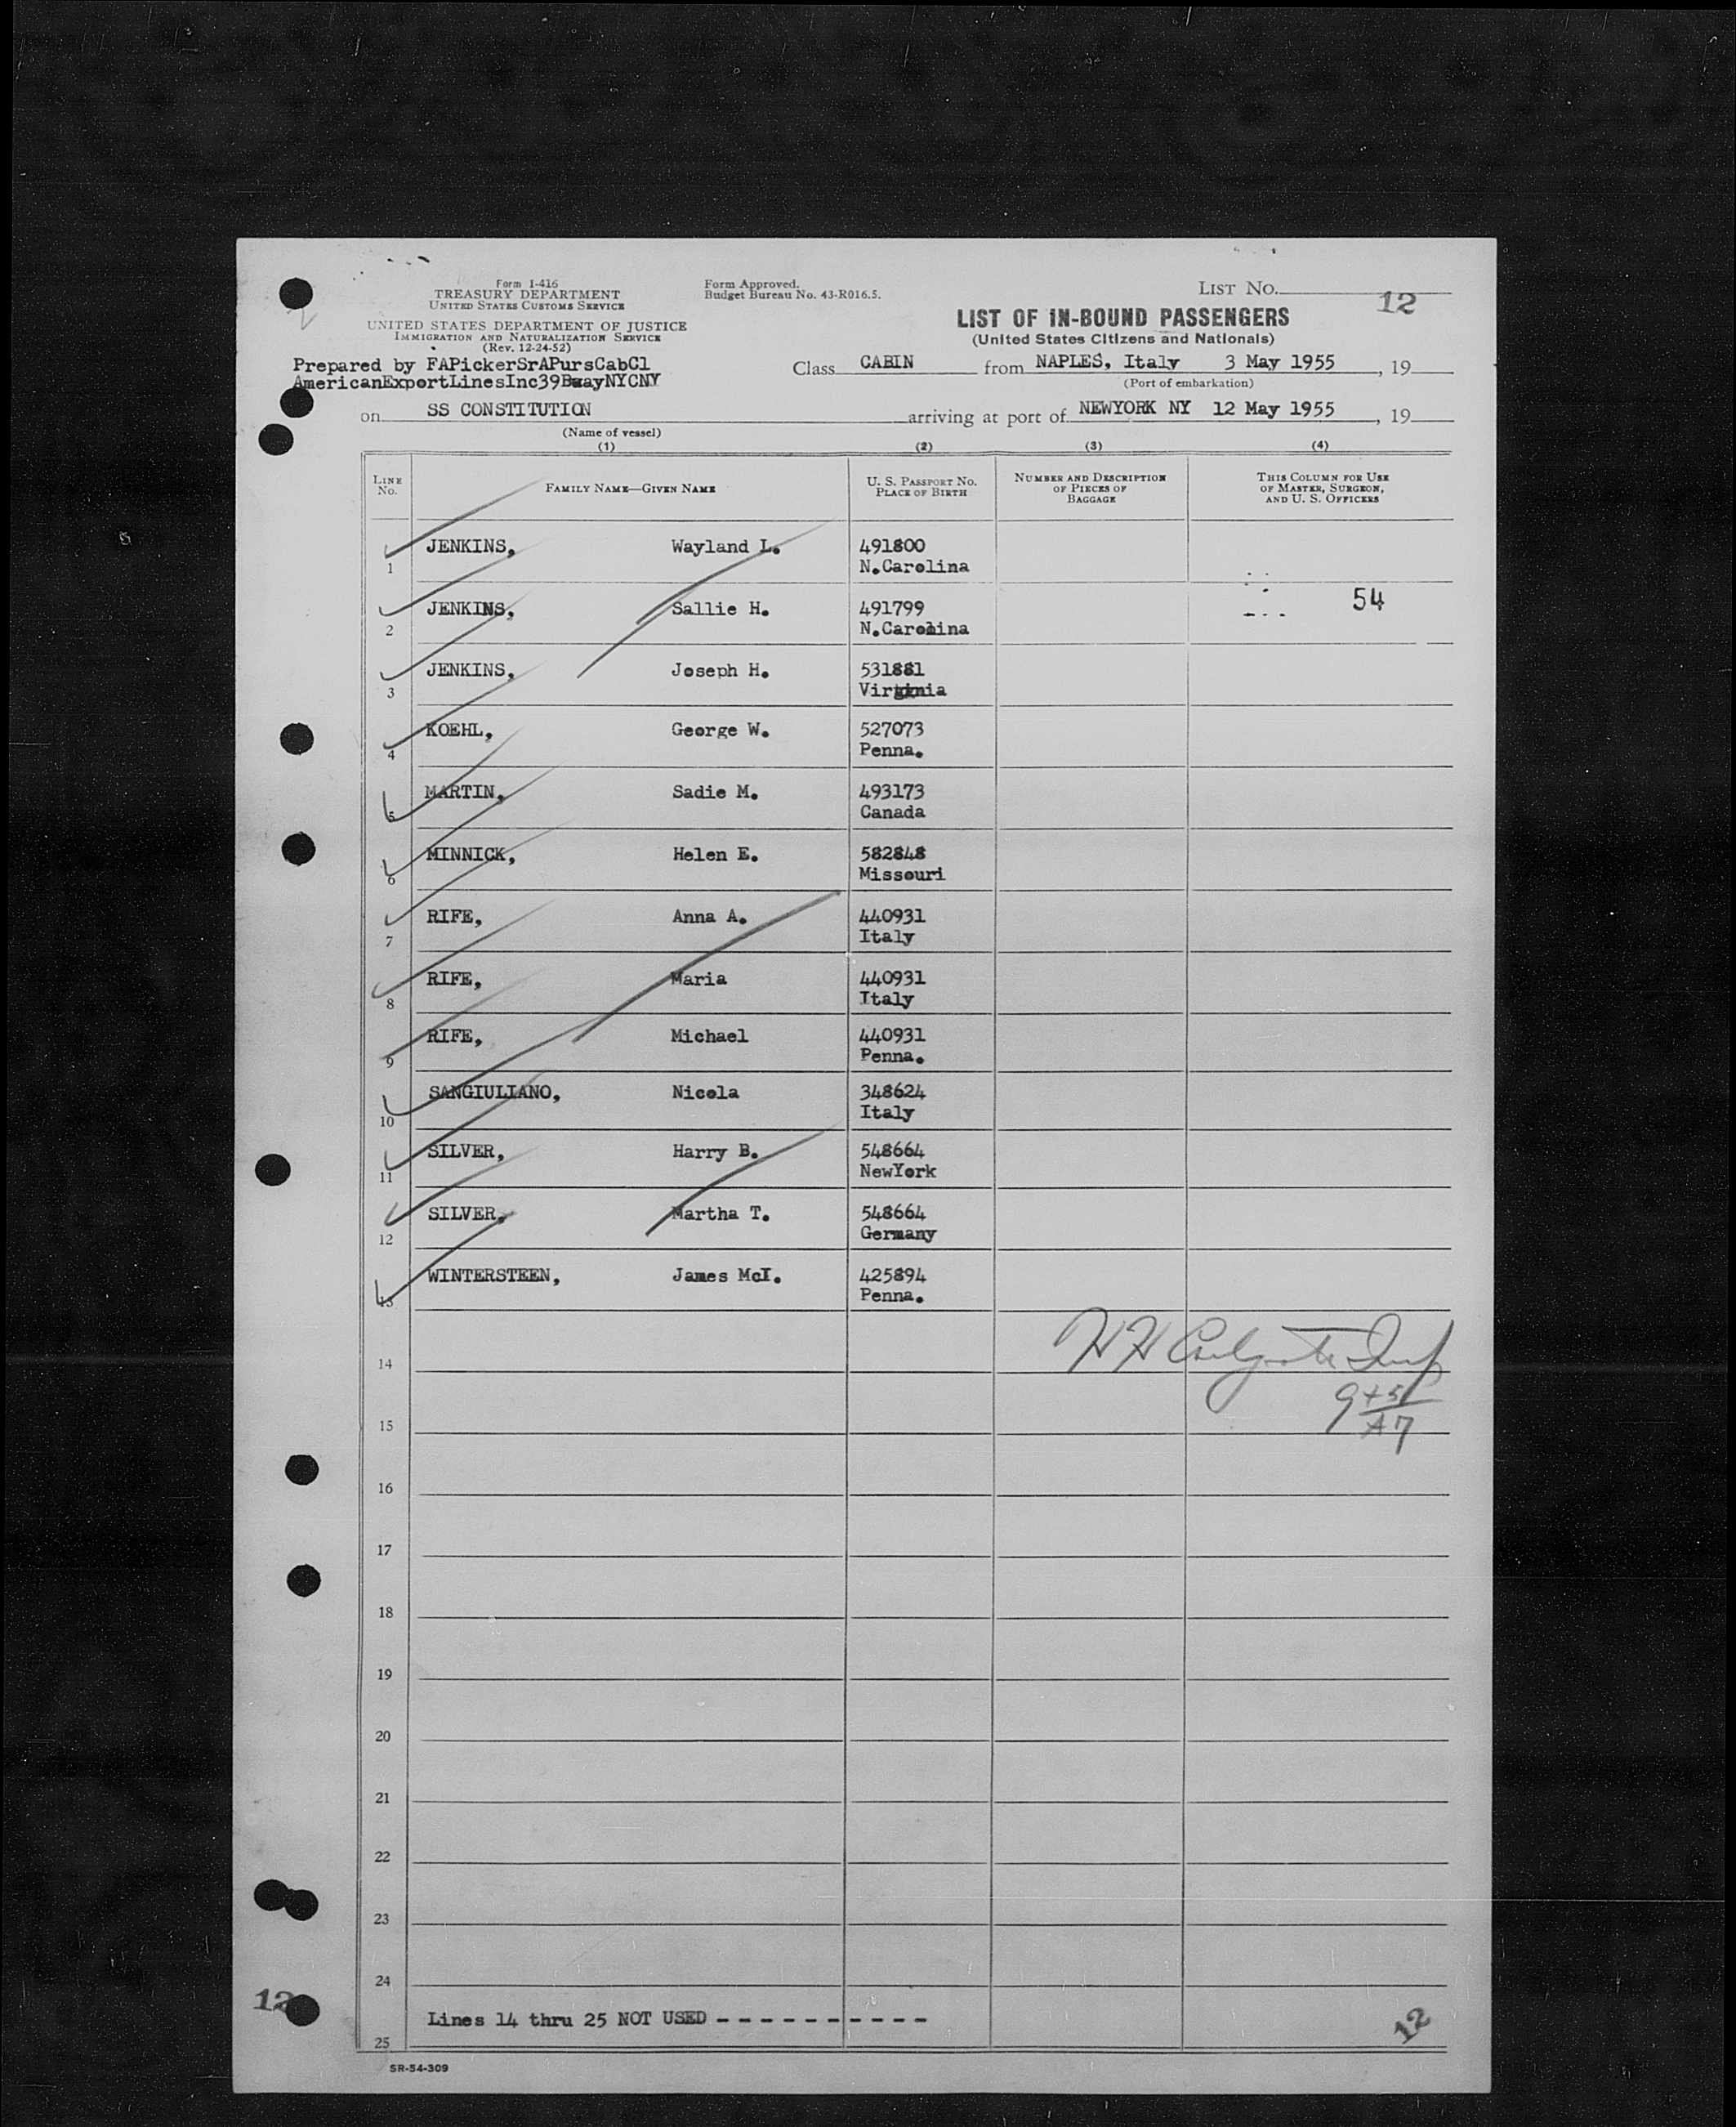 Form 1-416
TREASURY DEPARTMENT
UNITED STATES CUSTOMS SERVICE
UNITED STATES DEPARTMENT OF JUSTICE
IMMIGRATION AND NATURALIZATION SERVICE
(Rev. 12-24-52)
Form Approved.
Budget Bureau No. 43-R016.5.
LIST No. 12
LIST OF IN-BOUND PASSENGERS
(United States Citizens and Nationals)
Prepared by FAPickerSrAPursCabCl
AmericanExportLinesInc39BwayNYCNY
Class CABIN from NAPLES, Italy 3 May 1955, 19
(Port of embarkation)
on SS CONSTITUTION arriving at port of NEWYORK NY 12 May 1955, 19
(Name of vessel)
(1) (2) (3) (4)
LINE No. FAMILY NAME—GIVEN NAME U. S. PASSPORT No. PLACE OF BIRTH NUMBER AND DESCRIPTION OF PIECES OF BAGGAGE THIS COLUMN FOR USE OF MASTER, SURGEON, AND U. S. OFFICERS
1 JENKINS, Wayland L. 491800
N.Carolina
54
2 JENKINS, Sallie H. 491799
N.Carolina
3 JENKINS, Joseph H. 531881
Virginia
4 KOEHL, George W. 527073
Penna.
5 MARTIN, Sadie M. 493173
Canada
6 MINNICK, Helen E. 582848
Missouri
7 RIFE, Anna A. 440931
Italy
8 RIFE, Maria 440931
Italy
9 RIFE, Michael 440931
Penna.
10 SANGIULIANO, Nicola 348624
Italy
11 SILVER, Harry B. 548664
NewYork
12 SILVER, Martha T. 548664
Germany
13 WINTERSTEEN, James McI. 425894
Penna.
14
15
16
17
18
19
20
21
22
23
24
12
Lines 14 thru 25 NOT USED - - - - - - - - - -
12
25
SR-54-309